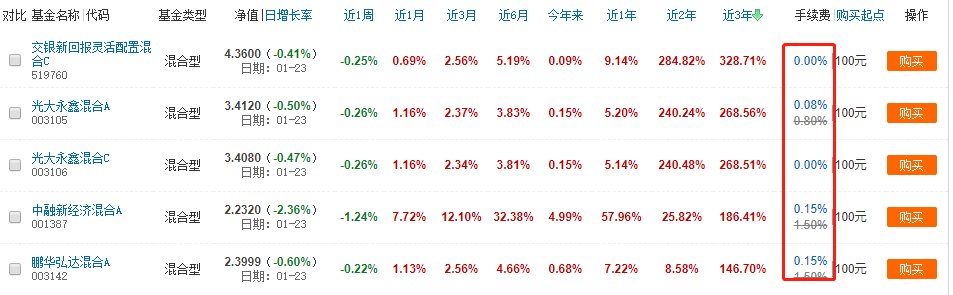 对比 基金名称 | 代码 基金类型 净值 | 日增长率 近1周 近1月 近3月 近6月 今年来 近1年 近2年 近3年 手续费 | 购买起点 操作
交银新回报灵活配置混合C
519760
混合型 4.3600 (-0.41%)
日期: 01-23
-0.25% 0.69% 2.56% 5.19% 0.09% 9.14% 284.82% 328.71% 0.00% | 100元 购买
光大永鑫混合A
003105
混合型 3.4120 (-0.50%)
日期: 01-23
-0.26% 1.16% 2.37% 3.83% 0.15% 5.20% 240.24% 268.56% 0.08% | 100元 购买
0.80%
光大永鑫混合C
003106
混合型 3.4080 (-0.47%)
日期: 01-23
-0.26% 1.16% 2.34% 3.81% 0.15% 5.14% 240.48% 268.51% 0.00% | 100元 购买
中融新经济混合A
001387
混合型 2.2320 (-2.36%)
日期: 01-23
-1.24% 7.72% 12.10% 32.38% 4.99% 57.96% 25.82% 186.41% 0.15% | 100元 购买
1.50%
鹏华弘达混合A
003142
混合型 2.3999 (-0.60%)
日期: 01-23
-0.22% 1.13% 2.56% 4.66% 0.68% 7.22% 8.58% 146.70% 0.15% | 100元 购买
1.50%